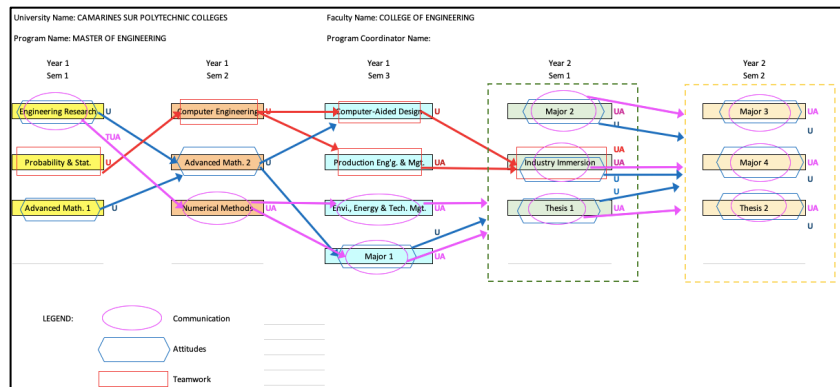 University Name: CAMARINES SUR POLYTECHNIC COLLEGES Faculty Name: COLLEGE OF ENGINEERING
Program Name: MASTER OF ENGINEERING Program Coordinator Name:
Year 1 Year 1 Year 1 Year 2 Year 2
Sem 1 Sem 2 Sem 3 Sem 1 Sem 2
Engineering Research U Computer Engineering U Computer-Aided Design U Major 2 UA Major 3 UA
U U
TUA
UA
Probability & Stat. U Advanced Math. 2 U Production Eng'g. & Mgt. UA Industry Immersion UA Major 4 UA
U U
U
Advanced Math. 1 U Numerical Methods UA Envi, Energy & Tech. Mgt. UA Thesis 1 UA Thesis 2 UA
U
U
Major 1 UA
LEGEND: Communication
Attitudes
Teamwork